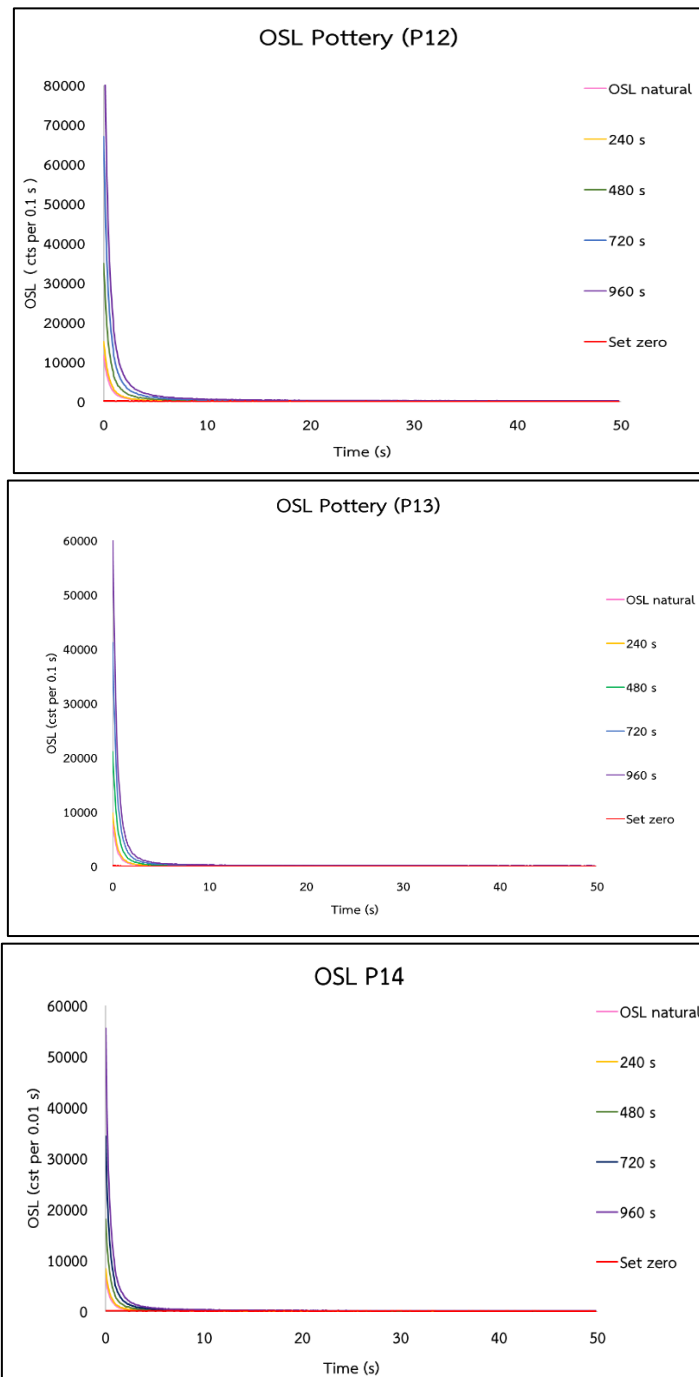 OSL Pottery (P12)
OSL ( cts per 0.1 s )
80000
70000
60000
50000
40000
30000
20000
10000
0
0 10 20 30 40 50
Time (s)
OSL natural
240 s
480 s
720 s
960 s
Set zero
OSL Pottery (P13)
OSL (cst per 0.1 s)
60000
50000
40000
30000
20000
10000
0
0 10 20 30 40 50
Time (s)
OSL natural
240 s
480 s
720 s
960 s
Set zero
OSL P14
OSL (cst per 0.01 s)
60000
50000
40000
30000
20000
10000
0
0 10 20 30 40 50
Time (s)
OSL natural
240 s
480 s
720 s
960 s
Set zero